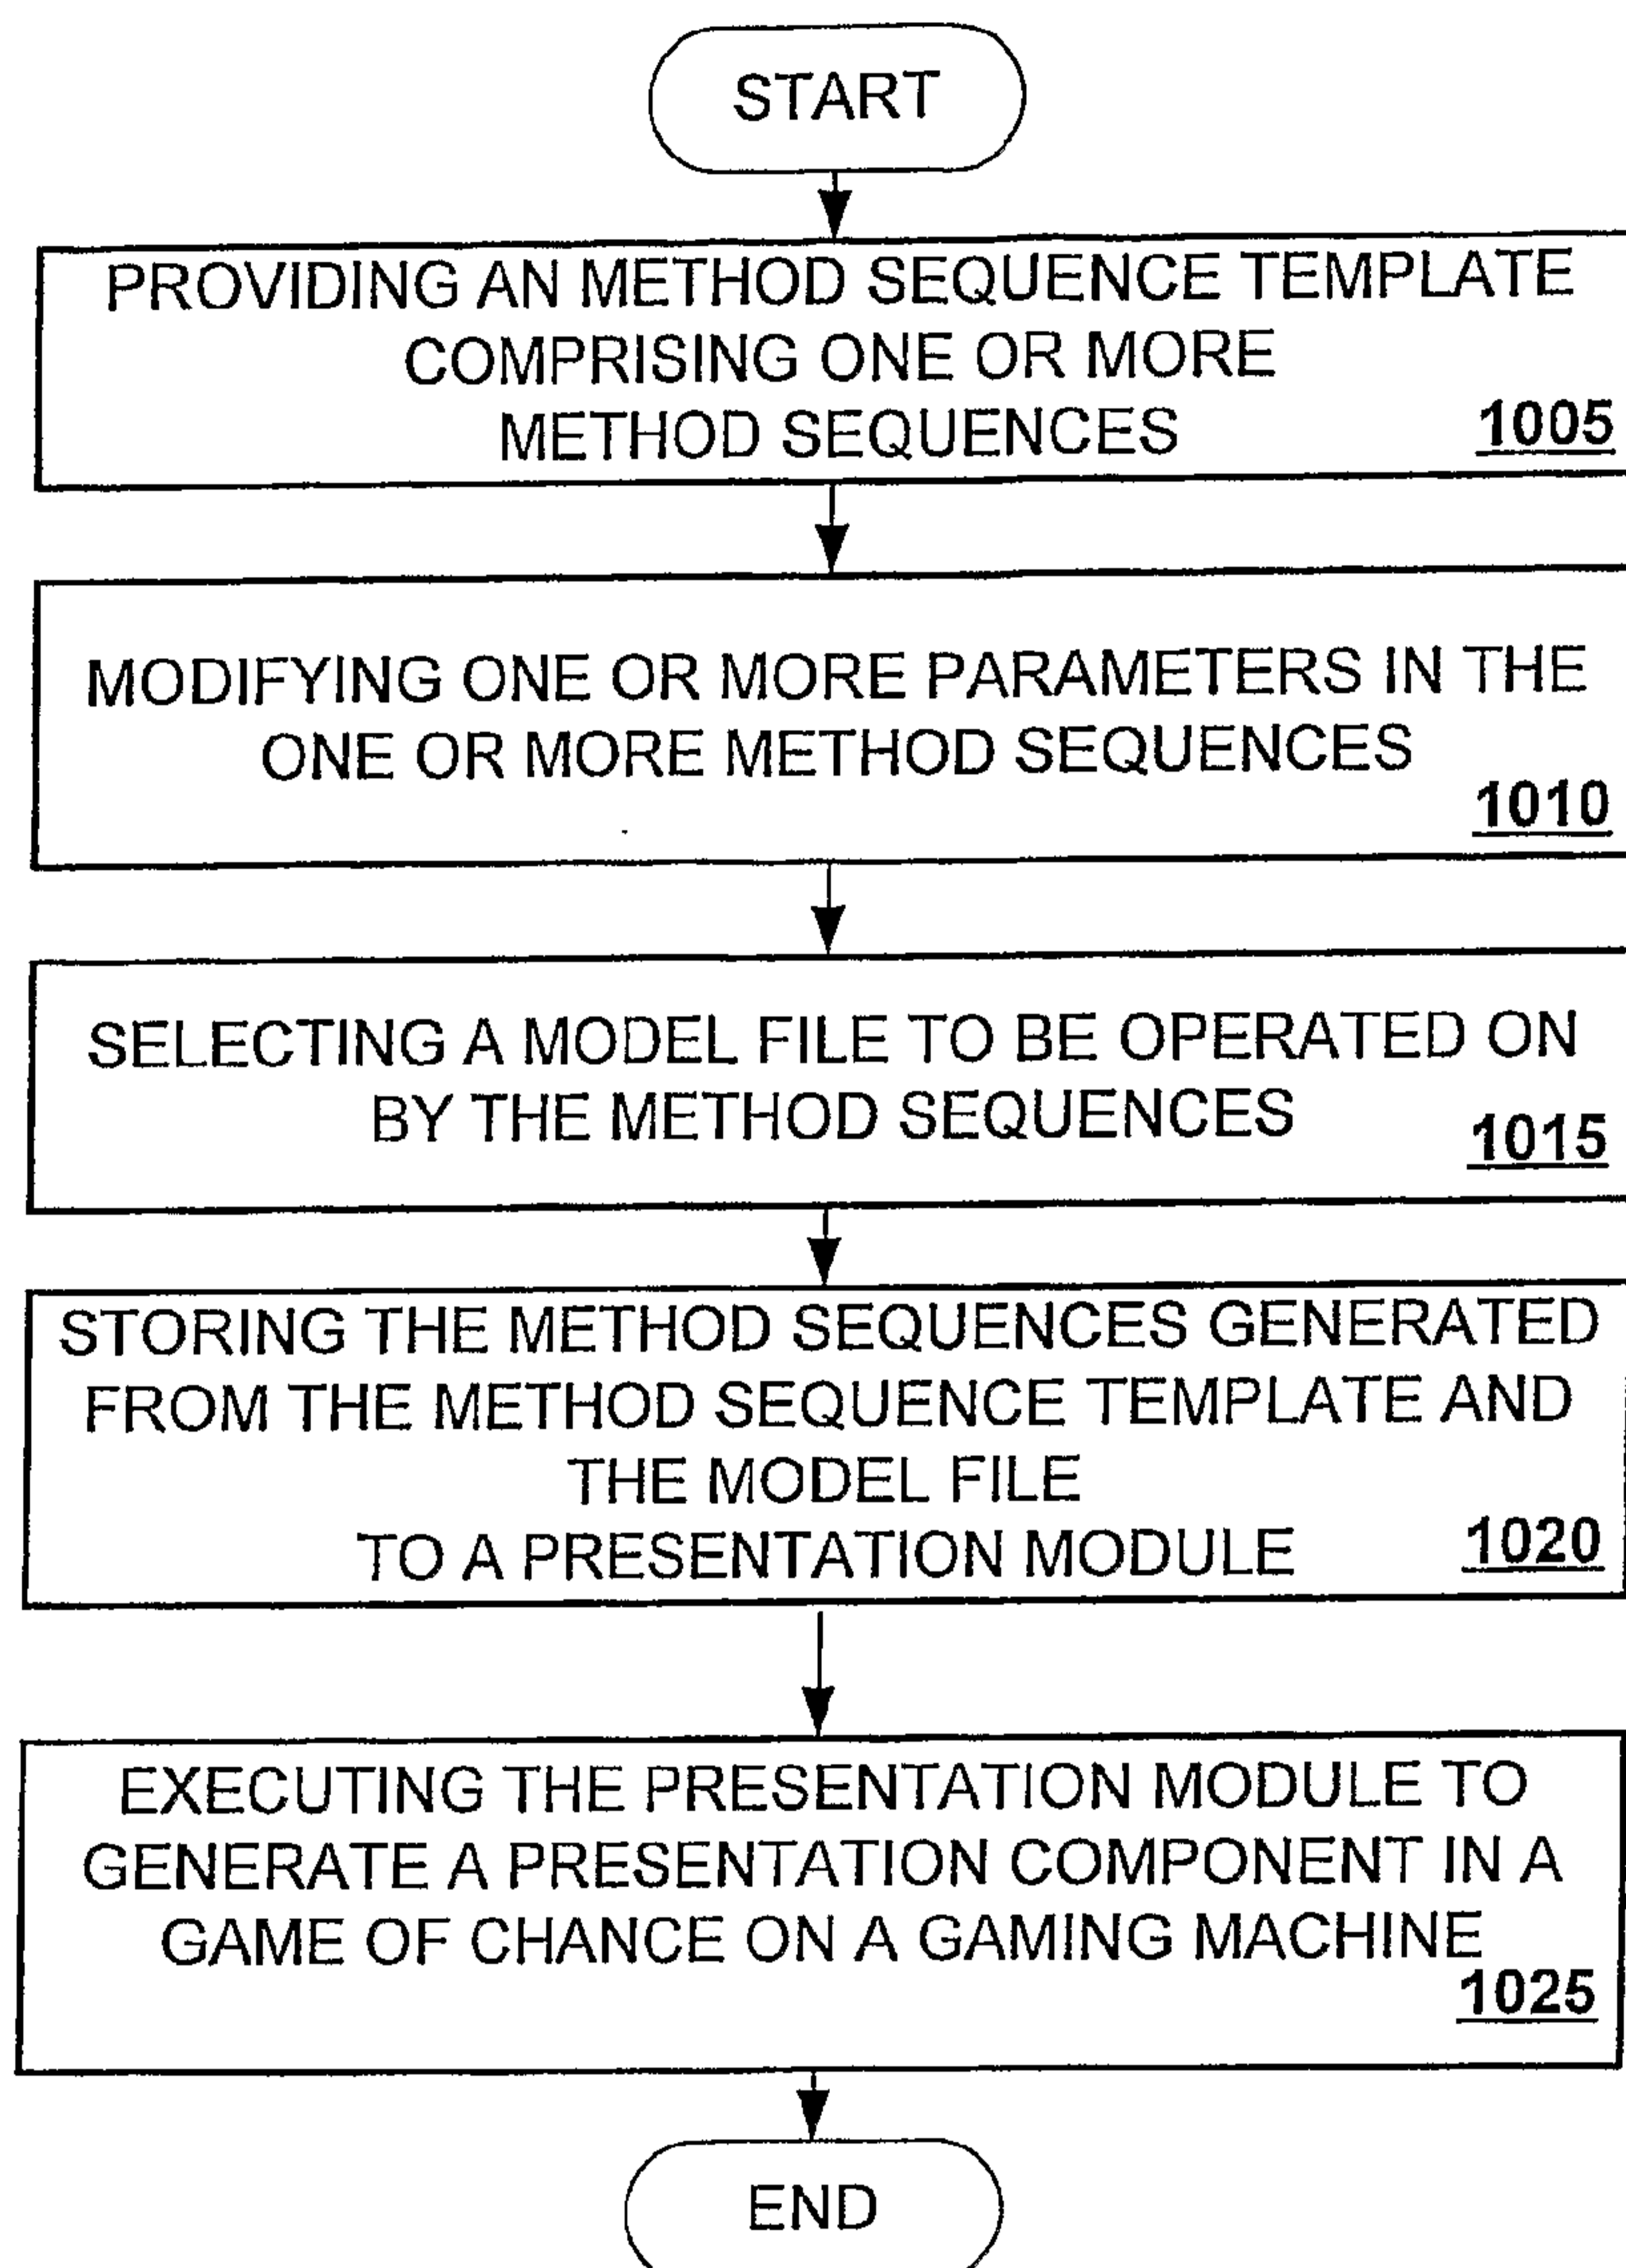 START
PROVIDING AN METHOD SEQUENCE TEMPLATE
COMPRISING ONE OR MORE
METHOD SEQUENCES
1005
MODIFYING ONE OR MORE PARAMETERS IN THE
ONE OR MORE METHOD SEQUENCES
1010
SELECTING A MODEL FILE TO BE OPERATED ON
BY THE METHOD SEQUENCES
1015
STORING THE METHOD SEQUENCES GENERATED
FROM THE METHOD SEQUENCE TEMPLATE AND
THE MODEL FILE
TO A PRESENTATION MODULE
1020
EXECUTING THE PRESENTATION MODULE TO
GENERATE A PRESENTATION COMPONENT IN A
GAME OF CHANCE ON A GAMING MACHINE
1025
END